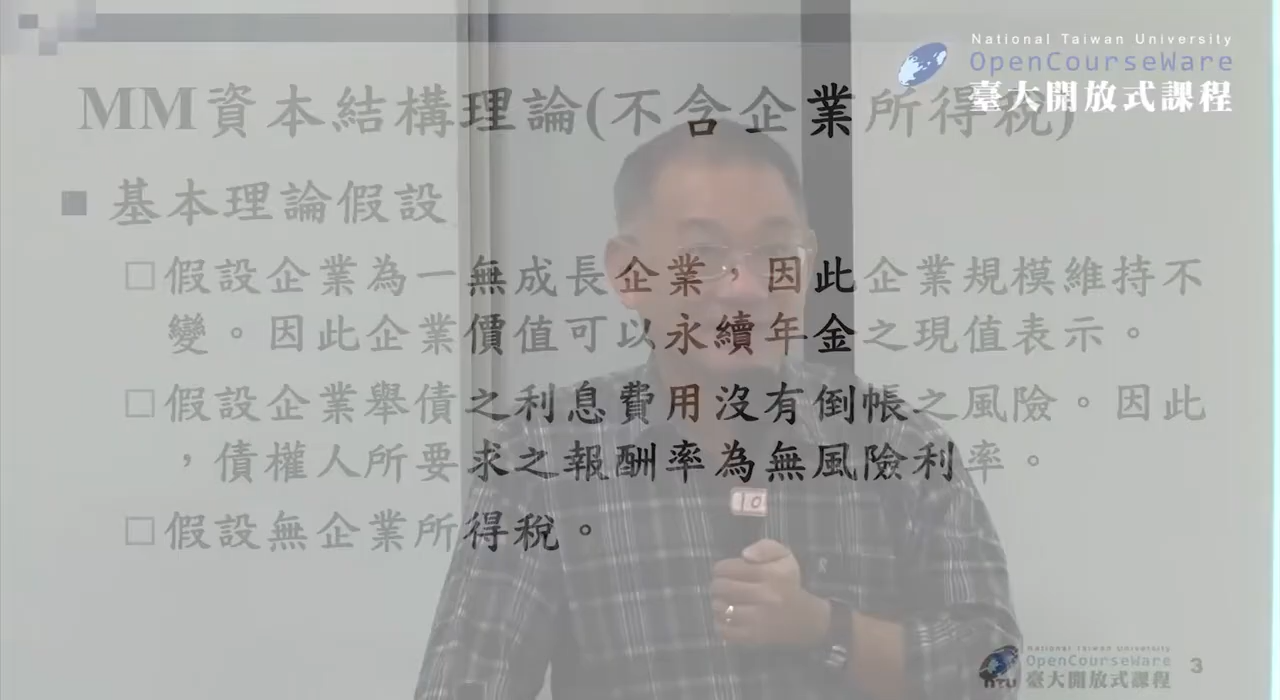 National Taiwan University
OpenCourseWare
臺大開放式課程
MM資本結構理論(不含企業所得稅)
基本理論假設
假設企業為一無成長企業，因此企業規模維持不
變。因此企業價值可以永續年金之現值表示。
假設企業舉債之利息費用沒有倒帳之風險。因此
，債權人所要求之報酬率為無風險利率。
假設無企業所得稅。
10
National Taiwan University
OpenCourseWare
臺大開放式課程
NTU
3